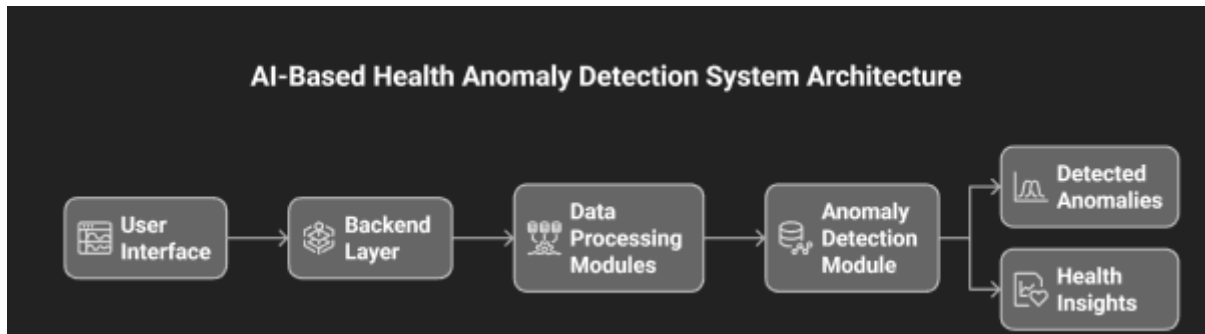 AI-Based Health Anomaly Detection System Architecture
User
Interface
Backend
Layer
Data
Processing
Modules
Anomaly
Detection
Module
Detected
Anomalies
Health
Insights